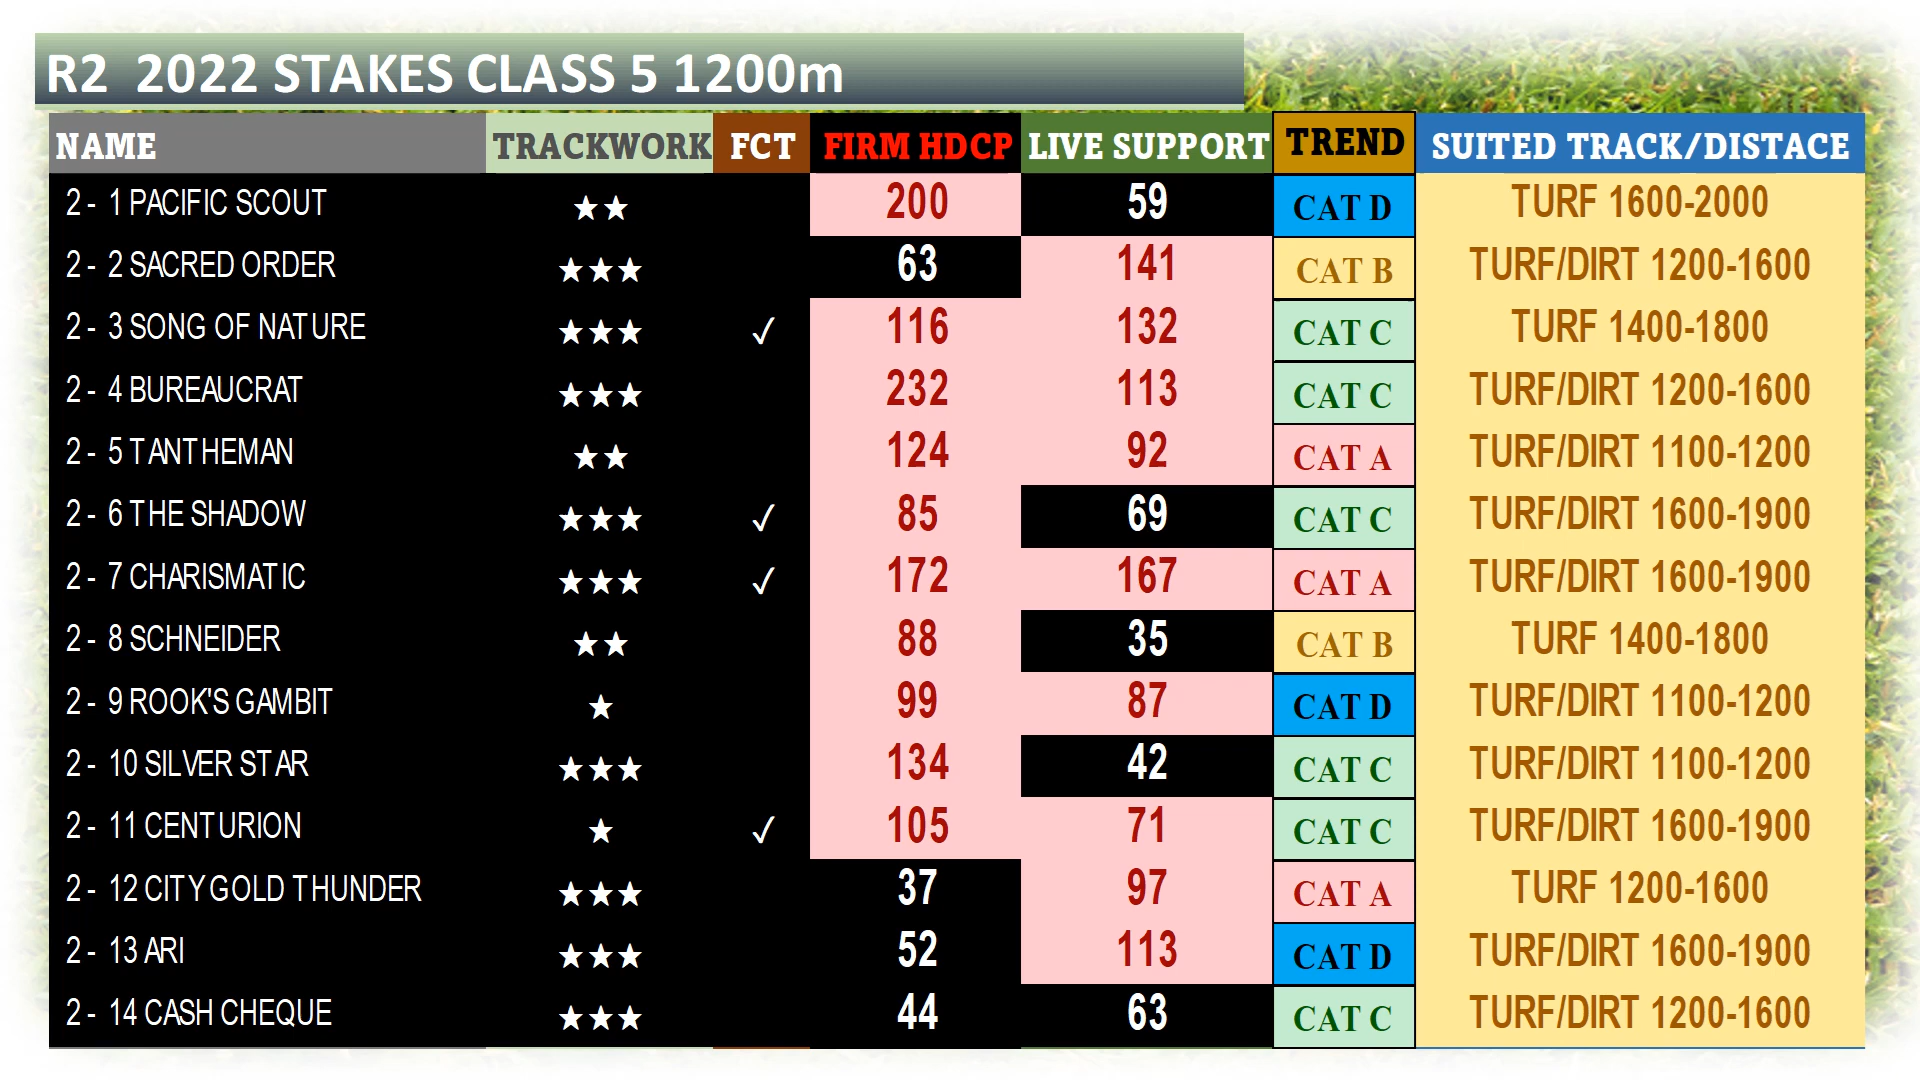 R2 2022 STAKES CLASS 5 1200m
NAME TRACKWORK FCT FIRM HDCP LIVE SUPPORT TREND SUITED TRACK/DISTACE
2 - 1 PACIFIC SCOUT ★★ 200 59 CAT D TURF 1600-2000
2 - 2 SACRED ORDER ★★★ 63 141 CAT B TURF/DIRT 1200-1600
2 - 3 SONG OF NATURE ★★★ ✓ 116 132 CAT C TURF 1400-1800
2 - 4 BUREAUCRAT ★★★ 232 113 CAT C TURF/DIRT 1200-1600
2 - 5 TANTHEMAN ★★ 124 92 CAT A TURF/DIRT 1100-1200
2 - 6 THE SHADOW ★★★ ✓ 85 69 CAT C TURF/DIRT 1600-1900
2 - 7 CHARISMATIC ★★★ ✓ 172 167 CAT A TURF/DIRT 1600-1900
2 - 8 SCHNEIDER ★★ 88 35 CAT B TURF 1400-1800
2 - 9 ROOK'S GAMBIT ★ 99 87 CAT D TURF/DIRT 1100-1200
2 - 10 SILVER STAR ★★★ 134 42 CAT C TURF/DIRT 1100-1200
2 - 11 CENTURION ★ ✓ 105 71 CAT C TURF/DIRT 1600-1900
2 - 12 CITY GOLD THUNDER ★★★ 37 97 CAT A TURF 1200-1600
2 - 13 ARI ★★★ 52 113 CAT D TURF/DIRT 1600-1900
2 - 14 CASH CHEQUE ★★★ 44 63 CAT C TURF/DIRT 1200-1600